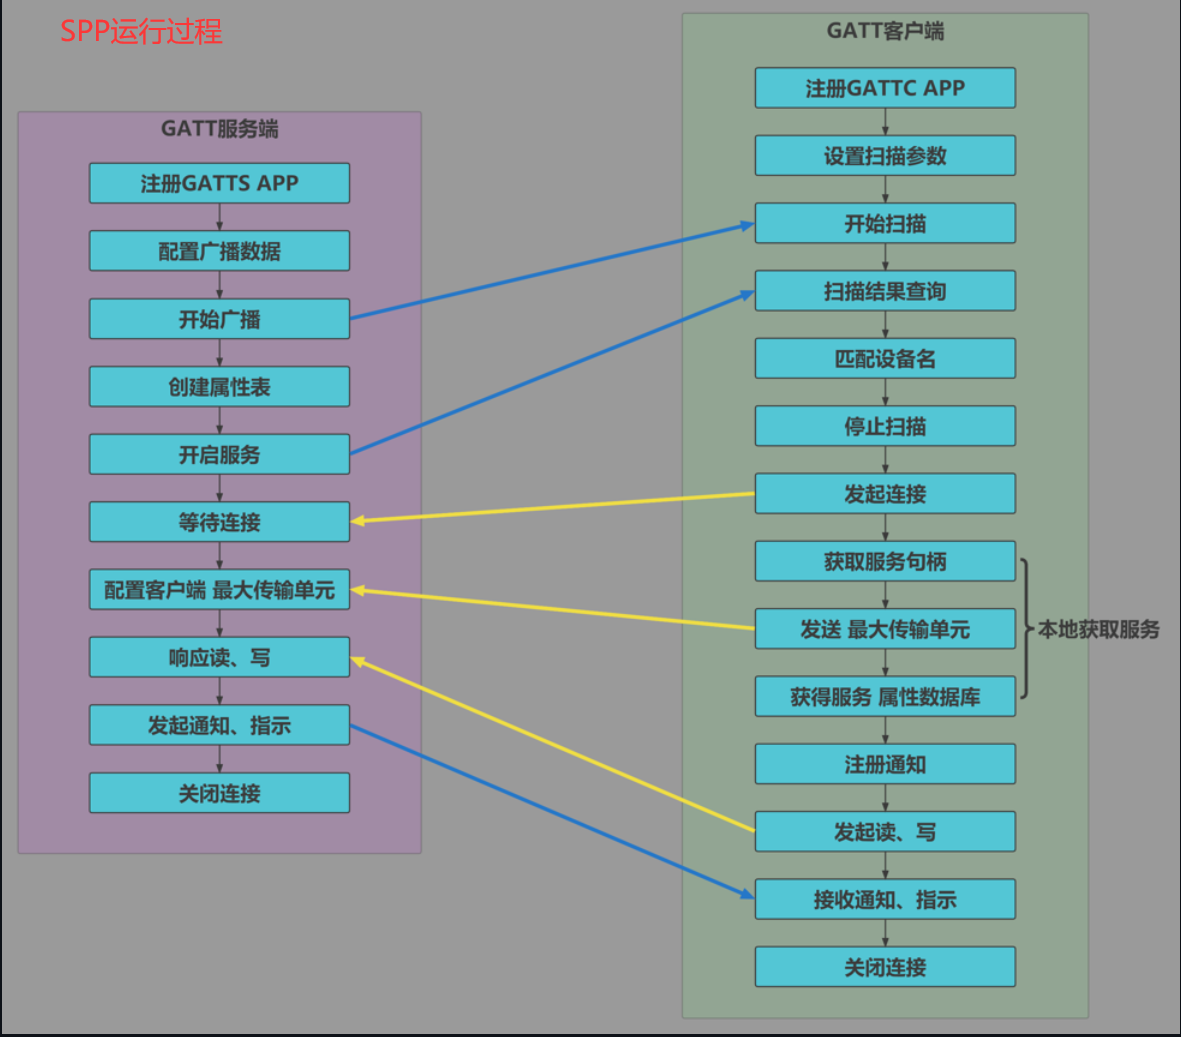 SPP运行过程
GATT服务端
注册GATTS APP
配置广播数据
开始广播
创建属性表
开启服务
等待连接
配置客户端 最大传输单元
响应读、写
发起通知、指示
关闭连接
GATT客户端
注册GATTC APP
设置扫描参数
开始扫描
扫描结果查询
匹配设备名
停止扫描
发起连接
获取服务句柄
发送 最大传输单元
获得服务 属性数据库
本地获取服务
注册通知
发起读、写
接收通知、指示
关闭连接